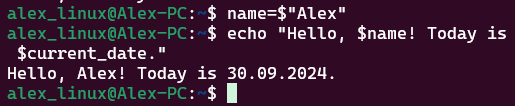 alex_linux@Alex-PC:~$ name=$"Alex"
alex_linux@Alex-PC:~$ echo "Hello, $name! Today is
$current_date."
Hello, Alex! Today is 30.09.2024.
alex_linux@Alex-PC:~$